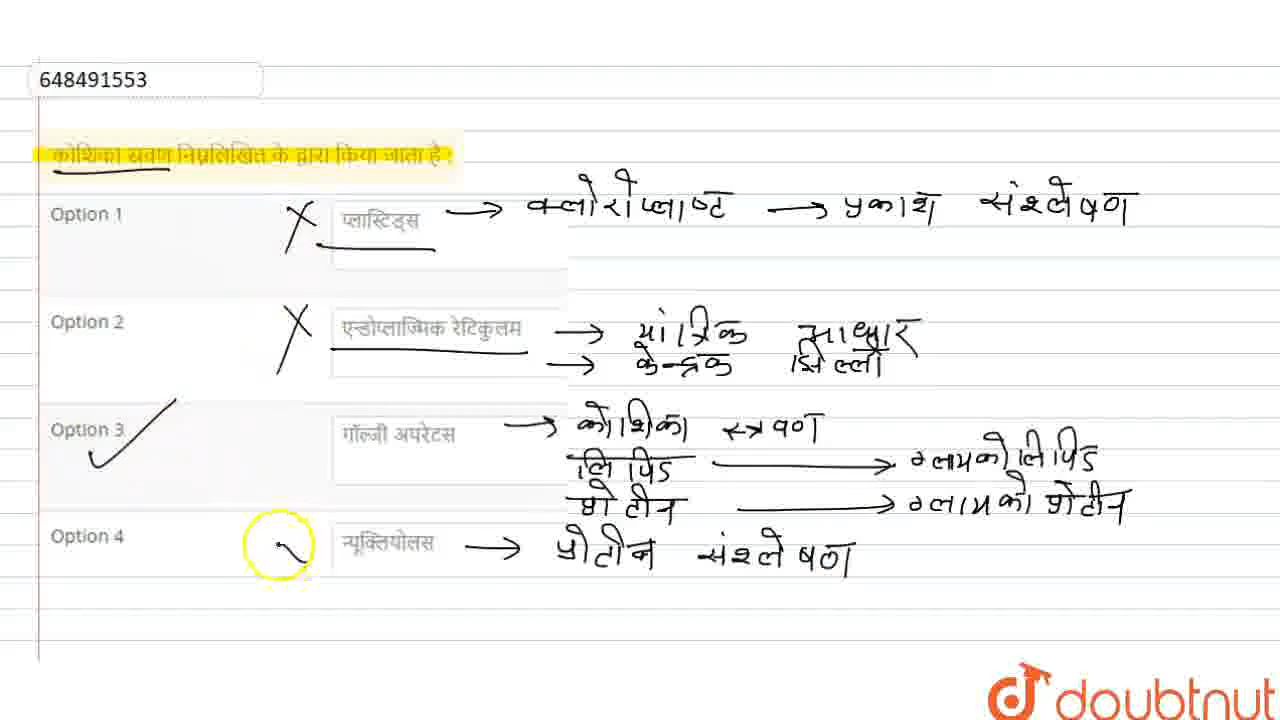 648491553
कोशिका स्रवण निम्नलिखित के द्वारा किया जाता है :
Option 1 प्लास्टिड्स → क्लोरोप्लाष्ट → प्रकाश संश्लेषण
Option 2 एन्डोप्लाज्मिक रेटिकुलम → यांत्रिक आधार
→ केन्द्रक झिल्ली
Option 3 गॉल्जी अपरेटस → कोशिका स्त्रवण
लिपिड → ग्लायकोलिपिड
प्रोटीन → ग्लायको प्रोटीन
Option 4 न्यूक्लियोलस → प्रोटीन संश्लेषण
doubtnut